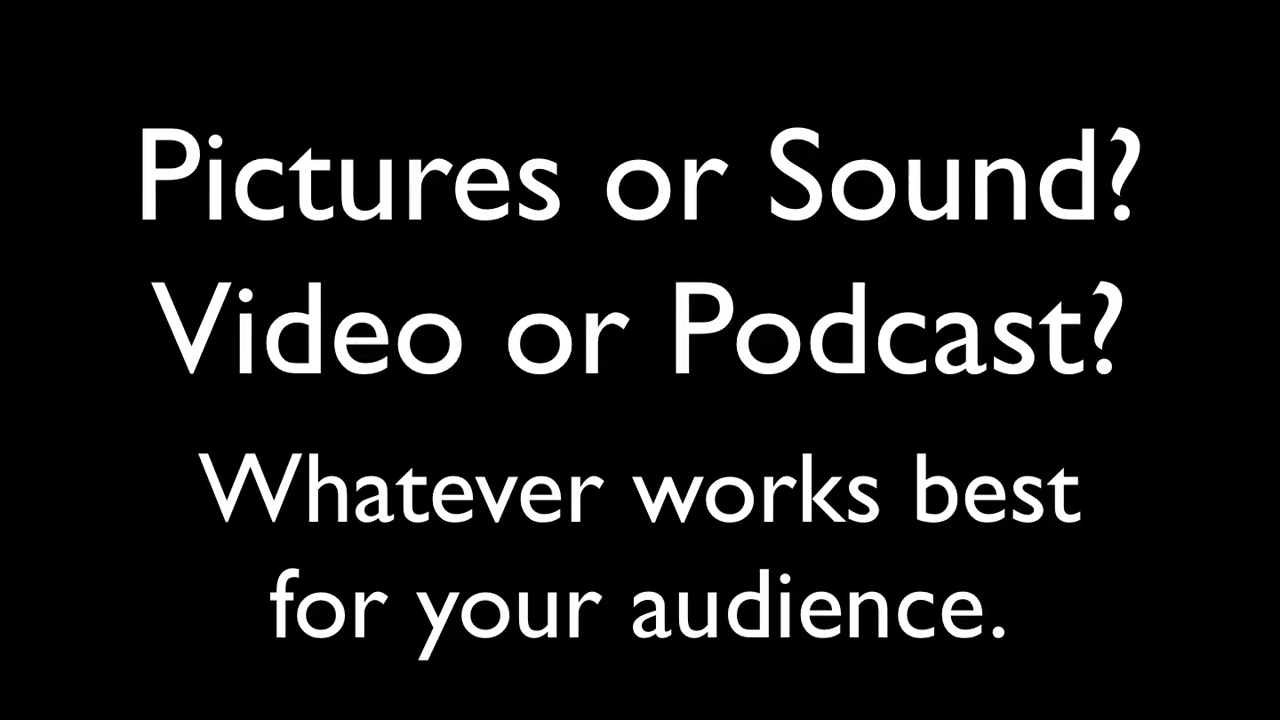 Pictures or Sound?
Video or Podcast?
Whatever works best
for your audience.